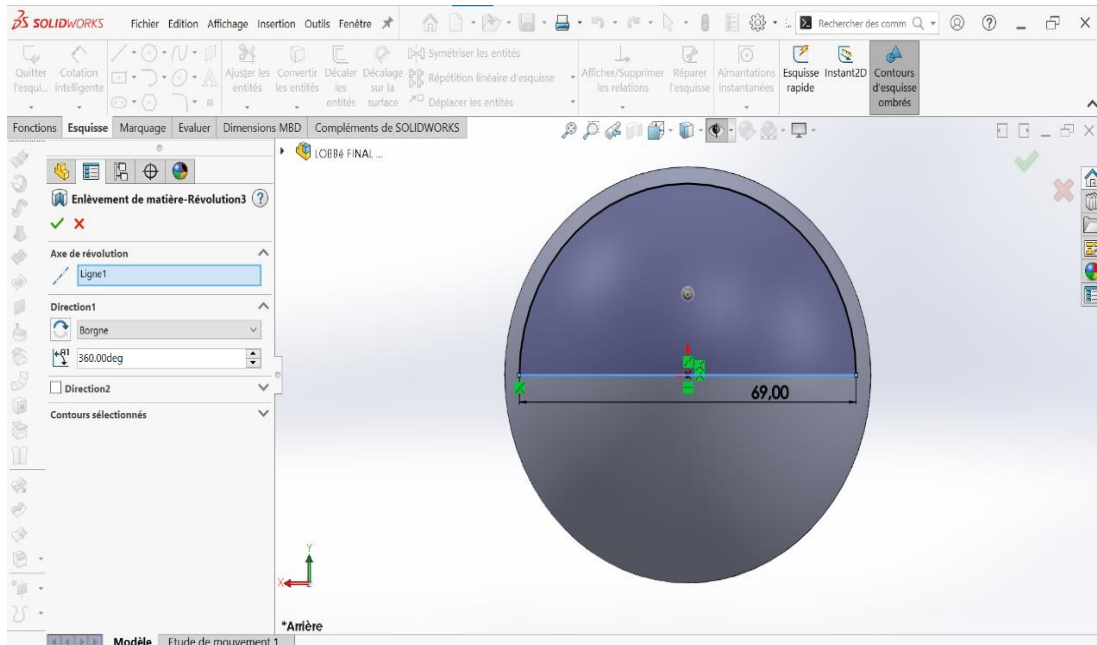 SOLIDWORKS Fichier Edition Affichage Insertion Outils Fenêtre Rechercher dans comm
Quitter l'esqui... Cotation intelligente Ajuster les entités Convertir les entités Décaler les entités Décalage sur la surface Symétriser les entités Répétition linéaire d'esquisse Déplacer les entités Afficher/Supprimer les relations Réparer l'esquisse Aimantations instantanées Esquisse rapide Instant2D Contours d'esquisse ombrés
Fonctions Esquisse Marquage Evaluer Dimensions MBD Compléments de SOLIDWORKS
LOBBé FINAL ...
Enlèvement de matière-Révolution3
Axe de révolution
Ligne1
Direction1
Borgne
360.00deg
Direction2
Contours sélectionnés
69,00
Y
X
*Arrière
Modèle Etude de mouvement 1